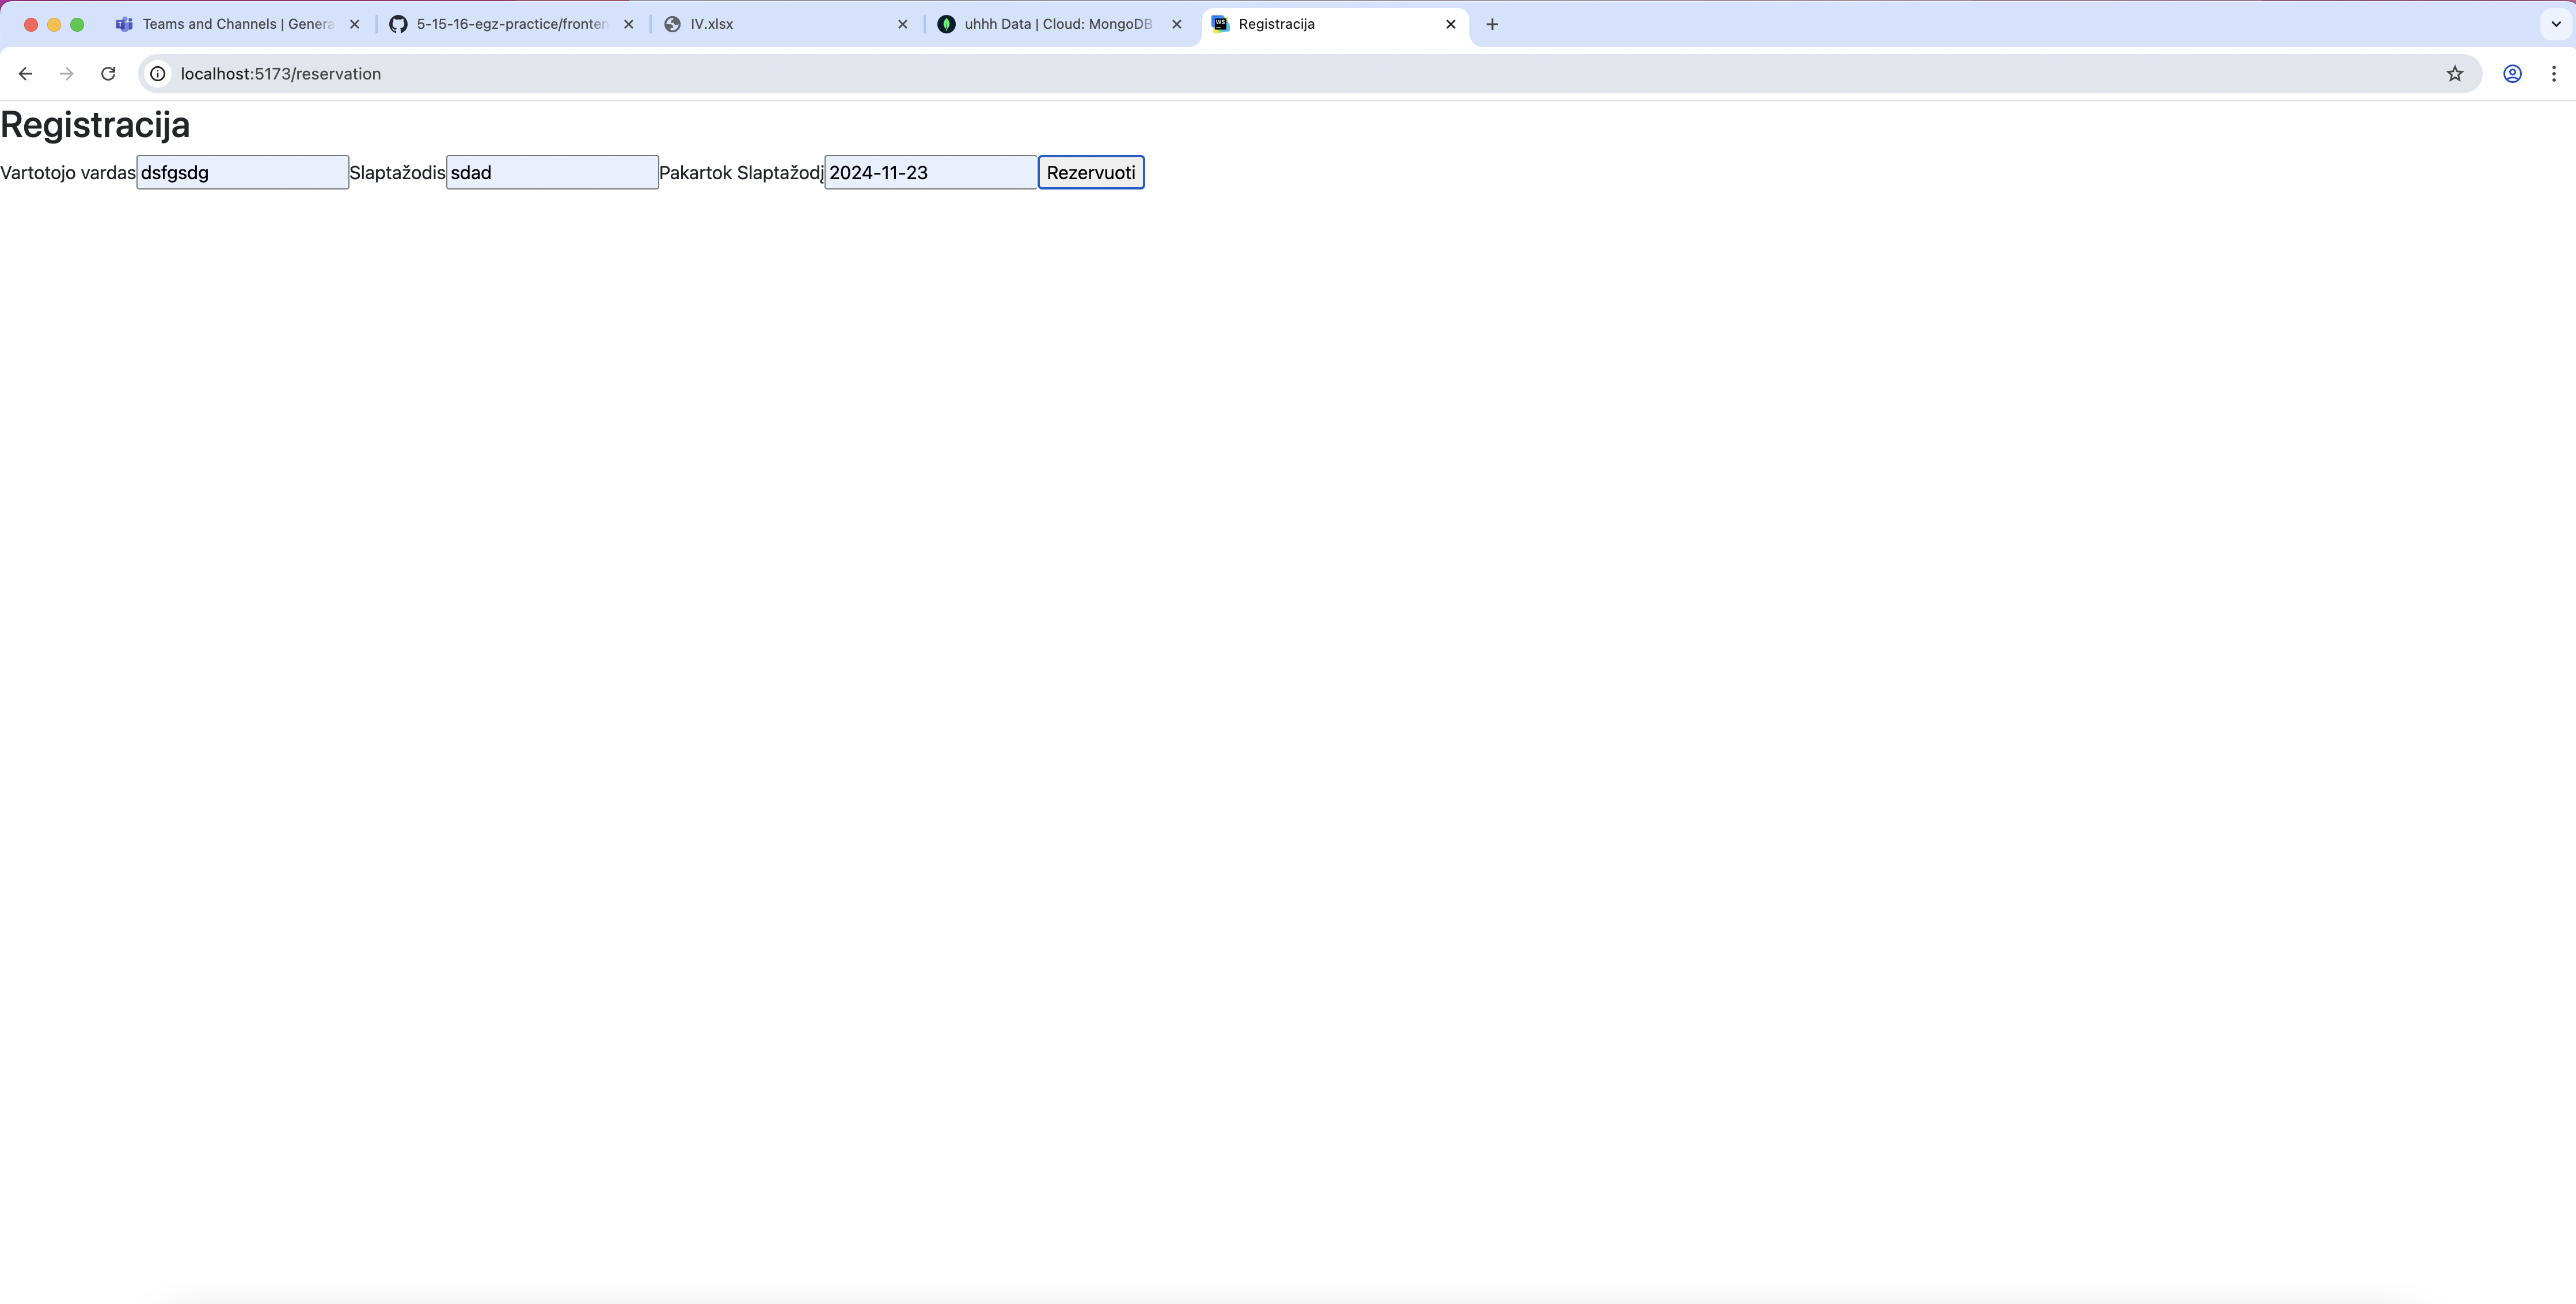 Teams and Channels | Genera
5-15-16-egz-practice/fronten
IV.xlsx
uhhh Data | Cloud: MongoDB
WS
Registracija
localhost:5173/reservation
Registracija
Vartotojo vardas dsfgsdg Slaptažodis sdad Pakartok Slaptažodį 2024-11-23 Rezervuoti